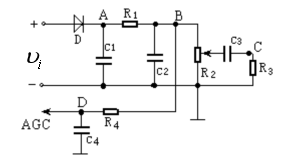 + D A R₁ B C₃ C
υᵢ C₁ C₂ R₂ R₃
−
D R₄
AGC C₄